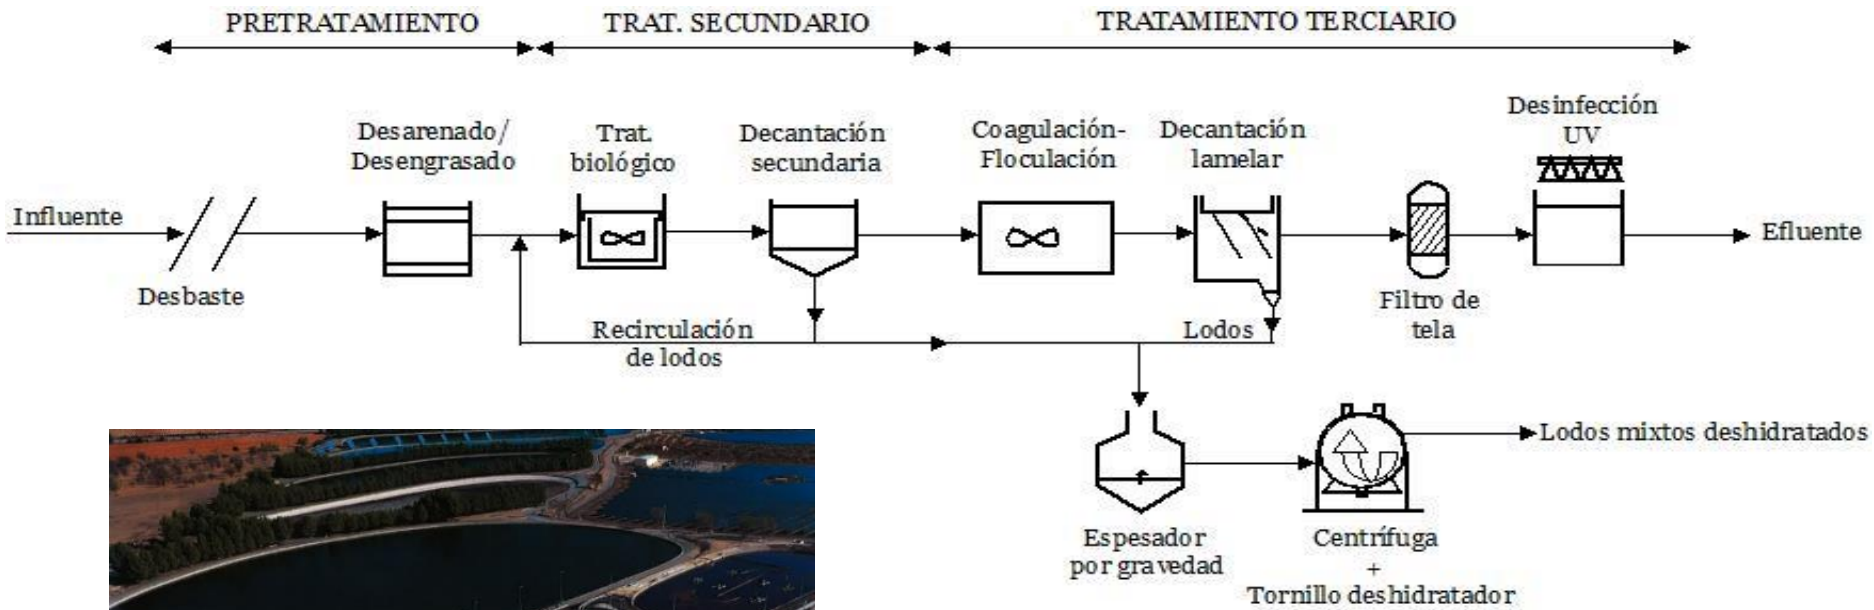 PRETRATAMIENTO
TRAT. SECUNDARIO
TRATAMIENTO TERCIARIO
Influente
Desbaste
Desarenado/
Desengrasado
Trat.
biológico
Decantación
secundaria
Coagulación-
Floculación
Decantación
lamelar
Filtro de
tela
Desinfección
UV
Efluente
Recirculación
de lodos
Lodos
Espesador
por gravedad
Centrífuga
+
Tornillo deshidratador
Lodos mixtos deshidratados